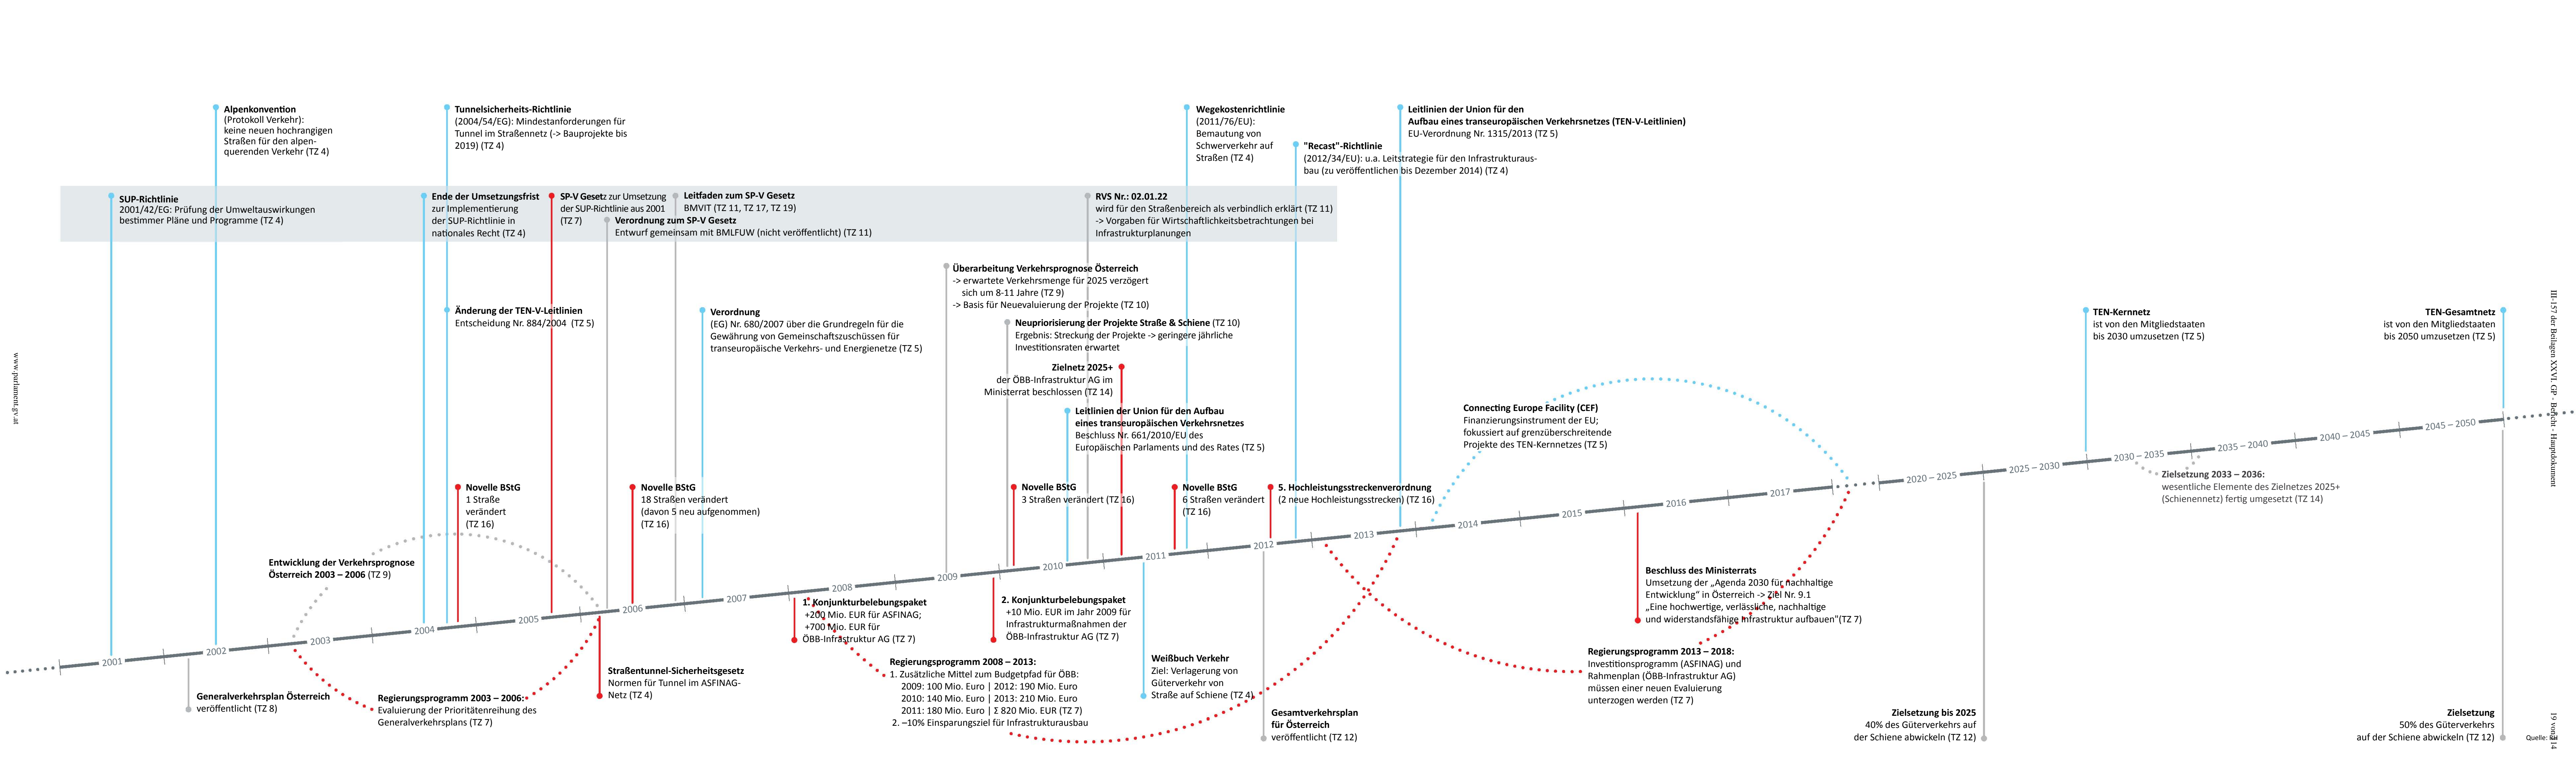 Alpenkonvention
(Protokoll Verkehr):
keine neuen hochrangigen
Straßen für den alpen-
querenden Verkehr (TZ 4)
Tunnelsicherheits-Richtlinie
(2004/54/EG): Mindestanforderungen für
Tunnel im Straßennetz (-> Bauprojekte bis
2019) (TZ 4)
Wegekostenrichtlinie
(2011/76/EU):
Bemautung von
Schwerverkehr auf
Straßen (TZ 4)
"Recast"-Richtlinie
(2012/34/EU): u.a. Leitstrategie für den Infrastrukturaus-
bau (zu veröffentlichen bis Dezember 2014) (TZ 4)
Leitlinien der Union für den
Aufbau eines transeuropäischen Verkehrsnetzes (TEN-V-Leitlinien)
EU-Verordnung Nr. 1315/2013 (TZ 5)
SUP-Richtlinie
2001/42/EG: Prüfung der Umweltauswirkungen
bestimmer Pläne und Programme (TZ 4)
Ende der Umsetzungsfrist
zur Implementierung
der SUP-Richtlinie in
nationales Recht (TZ 4)
SP-V Gesetz zur Umsetzung
der SUP-Richtlinie aus 2001
(TZ 7)
Leitfaden zum SP-V Gesetz
BMVIT (TZ 11, TZ 17, TZ 19)
Verordnung zum SP-V Gesetz
Entwurf gemeinsam mit BMLFUW (nicht veröffentlicht) (TZ 11)
RVS Nr.: 02.01.22
wird für den Straßenbereich als verbindlich erklärt (TZ 11)
-> Vorgaben für Wirtschaftlichkeitsbetrachtungen bei
Infrastrukturplanungen
Überarbeitung Verkehrsprognose Österreich
-> erwartete Verkehrsmenge für 2025 verzögert
sich um 8-11 Jahre (TZ 9)
-> Basis für Neuevaluierung der Projekte (TZ 10)
Änderung der TEN-V-Leitlinien
Entscheidung Nr. 884/2004 (TZ 5)
Verordnung
(EG) Nr. 680/2007 über die Grundregeln für die
Gewährung von Gemeinschaftszuschüssen für
transeuropäische Verkehrs- und Energienetze (TZ 5)
Neupriorisierung der Projekte Straße & Schiene (TZ 10)
Ergebnis: Streckung der Projekte -> geringere jährliche
Investitionsraten erwartet
Zielnetz 2025+
der ÖBB-Infrastruktur AG im
Ministerrat beschlossen (TZ 14)
Leitlinien der Union für den Aufbau
eines transeuropäischen Verkehrsnetzes
Beschluss Nr. 661/2010/EU des
Europäischen Parlaments und des Rates (TZ 5)
Connecting Europe Facility (CEF)
Finanzierungsinstrument der EU;
fokussiert auf grenzüberschreitende
Projekte des TEN-Kernnetzes (TZ 5)
TEN-Kernnetz
ist von den Mitgliedstaaten
bis 2030 umzusetzen (TZ 5)
TEN-Gesamtnetz
ist von den Mitgliedstaaten
bis 2050 umzusetzen (TZ 5)
Novelle BStG
1 Straße
verändert
(TZ 16)
Novelle BStG
18 Straßen verändert
(davon 5 neu aufgenommen)
(TZ 16)
Novelle BStG
3 Straßen verändert (TZ 16)
Novelle BStG
6 Straßen verändert
(TZ 16)
5. Hochleistungsstreckenverordnung
(2 neue Hochleistungsstrecken) (TZ 16)
Zielsetzung 2033 – 2036:
wesentliche Elemente des Zielnetzes 2025+
(Schienennetz) fertig umgesetzt (TZ 14)
Entwicklung der Verkehrsprognose
Österreich 2003 – 2006 (TZ 9)
2001
2002
2003
2004
2005
2006
2007
2008
2009
2010
2011
2012
2013
2014
2015
2016
2017
2020 – 2025
2025 – 2030
2030 – 2035
2035 – 2040
2040 – 2045
2045 – 2050
Generalverkehrsplan Österreich
veröffentlicht (TZ 8)
Regierungsprogramm 2003 – 2006:
Evaluierung der Prioritätenreihung des
Generalverkehrsplans (TZ 7)
Straßentunnel-Sicherheitsgesetz
Normen für Tunnel im ASFINAG-
Netz (TZ 4)
1. Konjunkturbelebungspaket
+200 Mio. EUR für ASFINAG;
+700 Mio. EUR für
ÖBB-Infrastruktur AG (TZ 7)
Regierungsprogramm 2008 – 2013:
1. Zusätzliche Mittel zum Budgetpfad für ÖBB:
2009: 100 Mio. Euro | 2012: 190 Mio. Euro
2010: 140 Mio. Euro | 2013: 210 Mio. Euro
2011: 180 Mio. Euro | Σ 820 Mio. EUR (TZ 7)
2. –10% Einsparungsziel für Infrastrukturausbau
2. Konjunkturbelebungspaket
+10 Mio. EUR im Jahr 2009 für
Infrastrukturmaßnahmen der
ÖBB-Infrastruktur AG (TZ 7)
Weißbuch Verkehr
Ziel: Verlagerung von
Güterverkehr von
Straße auf Schiene (TZ 4)
Gesamtverkehrsplan
für Österreich
veröffentlicht (TZ 12)
Beschluss des Ministerrats
Umsetzung der „Agenda 2030 für nachhaltige
Entwicklung“ in Österreich -> Ziel Nr. 9.1
„Eine hochwertige, verlässliche, nachhaltige
und widerstandsfähige Infrastruktur aufbauen"(TZ 7)
Regierungsprogramm 2013 – 2018:
Investitionsprogramm (ASFINAG) und
Rahmenplan (ÖBB-Infrastruktur AG)
müssen einer neuen Evaluierung
unterzogen werden (TZ 7)
Zielsetzung bis 2025
40% des Güterverkehrs auf
der Schiene abwickeln (TZ 12)
Zielsetzung
50% des Güterverkehrs
auf der Schiene abwickeln (TZ 12)
Quelle:
www.parlament.gv.at
III-157 der Beilagen XXVI. GP - Bericht - Hauptdokument
19 von